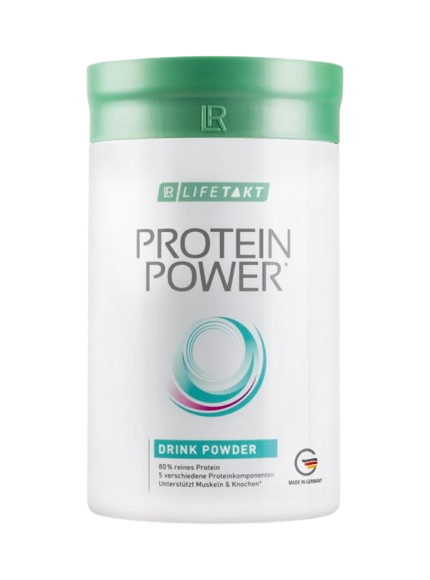 LR
LR LIFETAKT
PROTEIN
POWER*
DRINK POWDER
80 % reines Protein
5 verschiedene Proteinkomponenten
Unterstützt Muskeln & Knochen*
MADE IN GERMANY